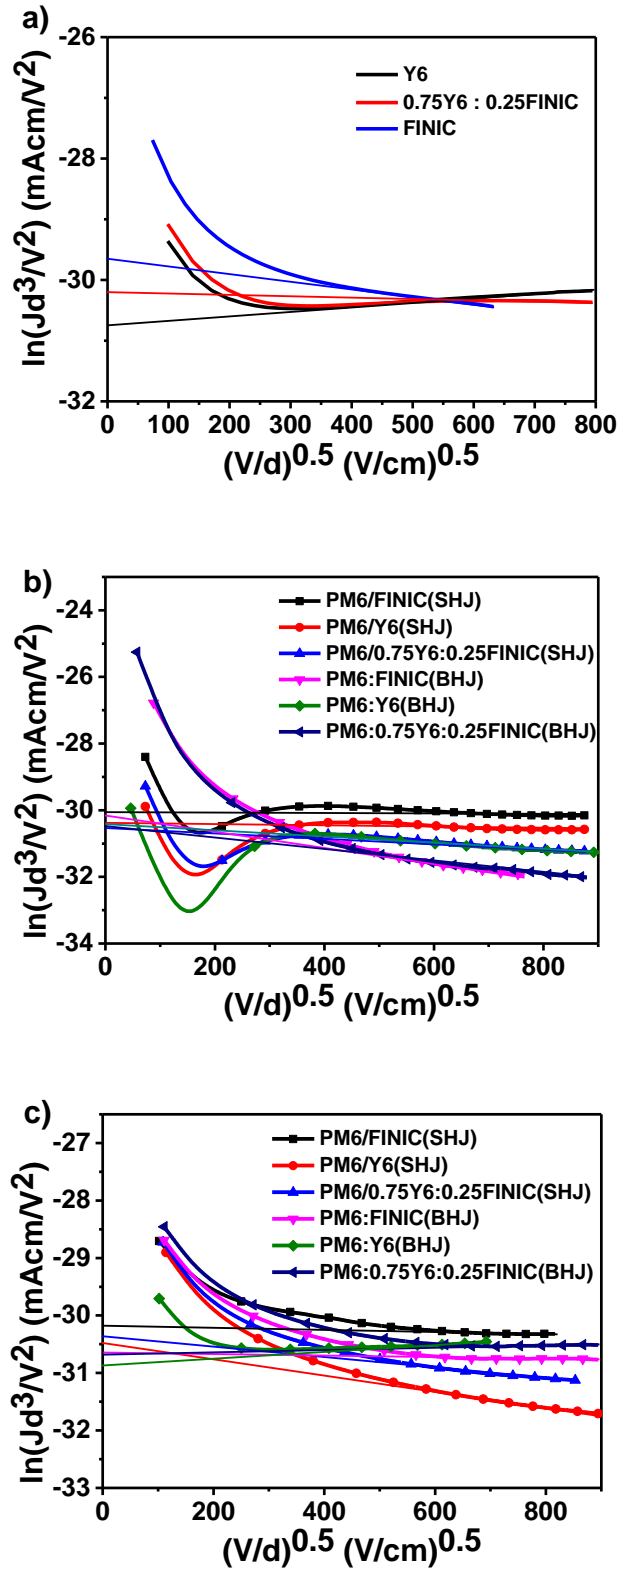 a)
-26
-28
-30
-32
ln(Jd³/V²) (mAcm/V²)
Y6
0.75Y6 : 0.25FINIC
FINIC
0 100 200 300 400 500 600 700 800
(V/d)^0.5 (V/cm)^0.5
b)
-24
-26
-28
-30
-32
-34
ln(Jd³/V²) (mAcm/V²)
PM6/FINIC(SHJ)
PM6/Y6(SHJ)
PM6/0.75Y6:0.25FINIC(SHJ)
PM6:FINIC(BHJ)
PM6:Y6(BHJ)
PM6:0.75Y6:0.25FINIC(BHJ)
0 200 400 600 800
(V/d)^0.5 (V/cm)^0.5
c)
-27
-28
-29
-30
-31
-32
-33
ln(Jd³/V²) (mAcm/V²)
PM6/FINIC(SHJ)
PM6/Y6(SHJ)
PM6/0.75Y6:0.25FINIC(SHJ)
PM6:FINIC(BHJ)
PM6:Y6(BHJ)
PM6:0.75Y6:0.25FINIC(BHJ)
0 200 400 600 800
(V/d)^0.5 (V/cm)^0.5